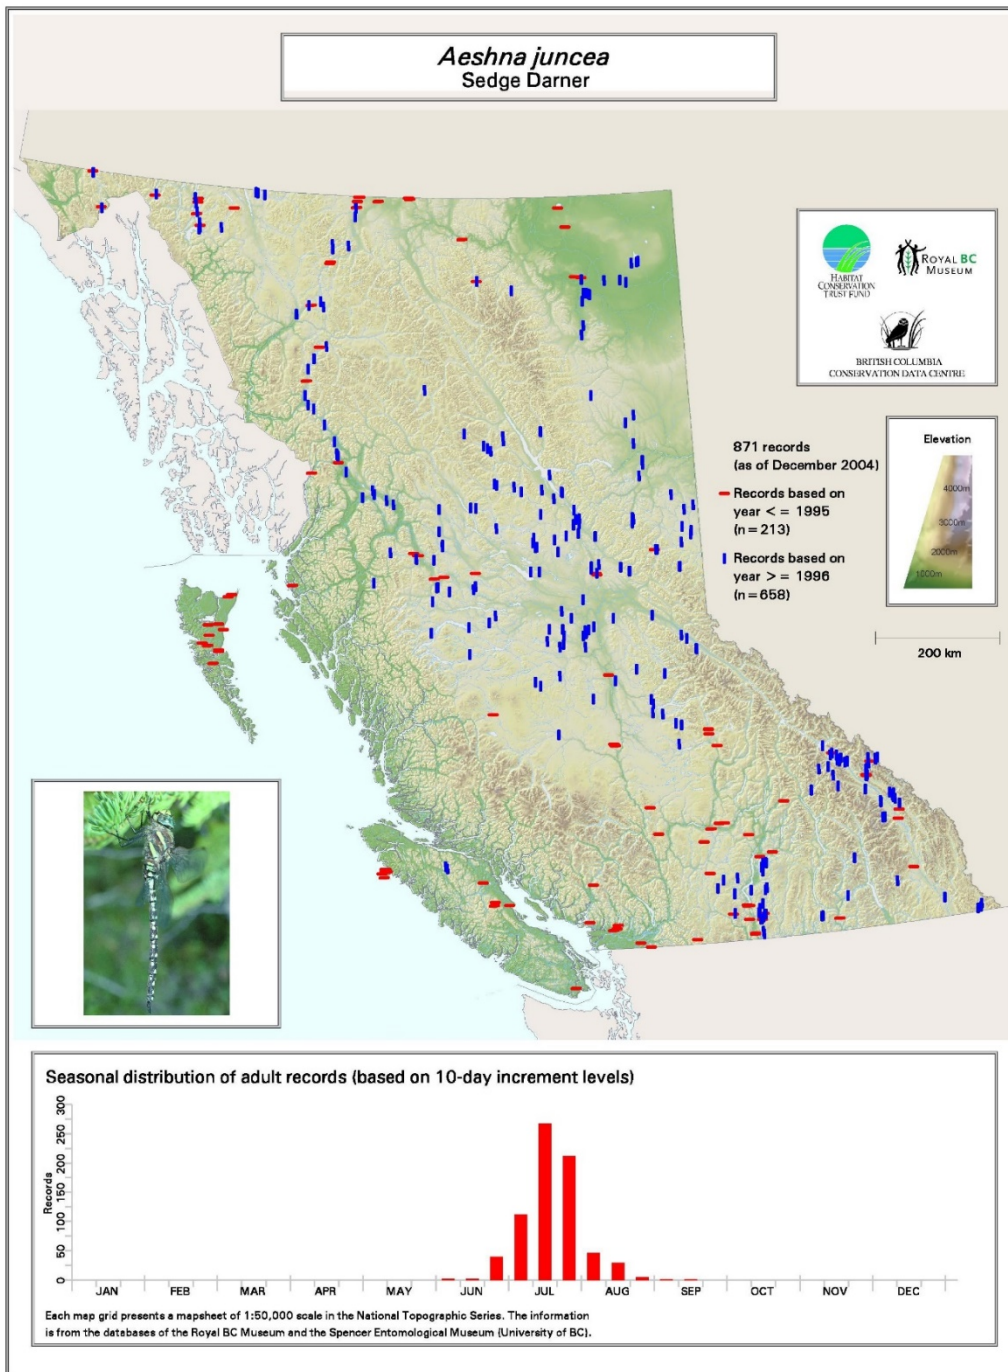 Aeshna juncea
Sedge Darner
HABITAT
CONSERVATION
TRUST FUND
ROYAL BC
MUSEUM
BRITISH COLUMBIA
CONSERVATION DATA CENTRE
871 records
(as of December 2004)
Records based on
year < = 1995
(n = 213)
Records based on
year > = 1996
(n = 658)
Elevation
4000m
3000m
2000m
1000m
200 km
Seasonal distribution of adult records (based on 10-day increment levels)
Records
300
250
200
150
100
50
0
JAN FEB MAR APR MAY JUN JUL AUG SEP OCT NOV DEC
Each map grid presents a mapsheet of 1:50,000 scale in the National Topographic Series. The information
is from the databases of the Royal BC Museum and the Spencer Entomological Museum (University of BC).